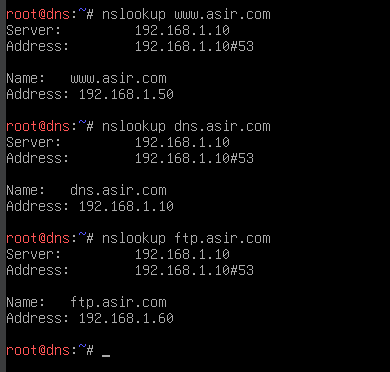 root@dns:~# nslookup www.asir.com
Server: 192.168.1.10
Address: 192.168.1.10#53
Name: www.asir.com
Address: 192.168.1.50
root@dns:~# nslookup dns.asir.com
Server: 192.168.1.10
Address: 192.168.1.10#53
Name: dns.asir.com
Address: 192.168.1.10
root@dns:~# nslookup ftp.asir.com
Server: 192.168.1.10
Address: 192.168.1.10#53
Name: ftp.asir.com
Address: 192.168.1.60
root@dns:~# _